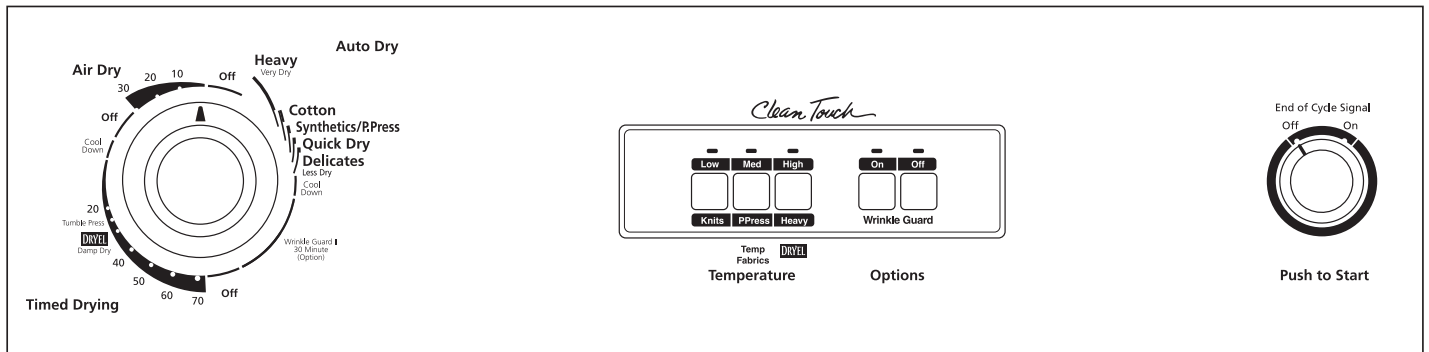 Auto Dry
Heavy
Very Dry
Air Dry
30
20
10
Off
Off
Cool
Down
Cotton
Synthetics/P.Press
Quick Dry
Delicates
Less Dry
Cool
Down
20
Tumble Press
DRYEL
Damp Dry
40
50
60
70
Off
Timed Drying
Wrinkle Guard I
30 Minute
(Option)
Clean Touch
Low Med High
Knits PPress Heavy
On Off
Wrinkle Guard
Temp
Fabrics
DRYEL
Temperature
Options
End of Cycle Signal
Off On
Push to Start